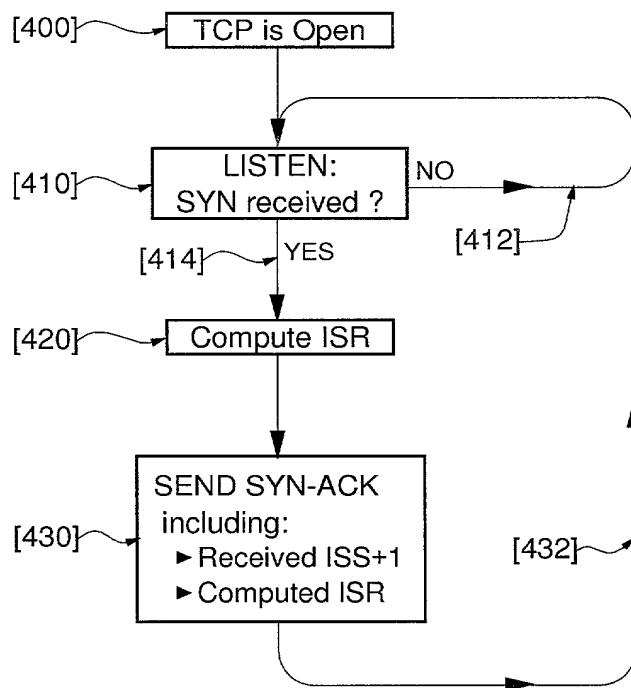 [400]
TCP is Open
[410]
LISTEN:
SYN received ?
NO
[412]
[414]
YES
[420]
Compute ISR
[430]
SEND SYN-ACK
including:
► Received ISS+1
► Computed ISR
[432]